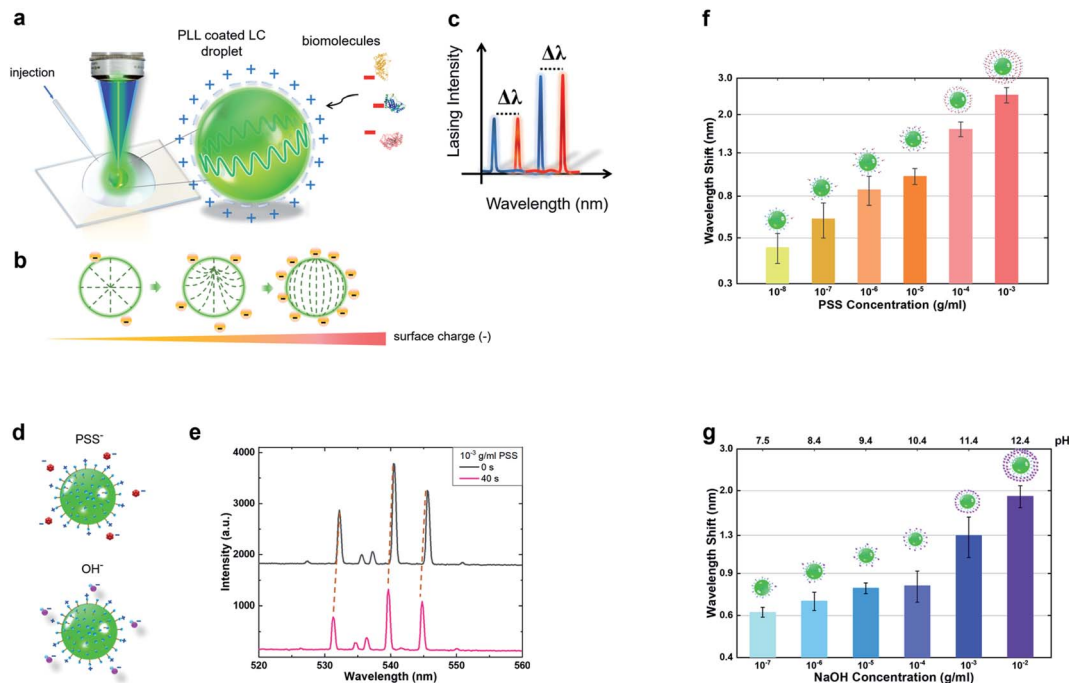 a
PLL coated LC
droplet
biomolecules
injection
b
surface charge (-)
c
Δλ
Δλ
Lasing Intensity
Wavelength (nm)
d
PSS⁻
OH⁻
e
4000
3000
2000
1000
Intensity (a.u.)
10⁻³ g/ml PSS
0 s
40 s
520
530
540
550
560
Wavelength (nm)
f
3.0
2.0
1.3
0.8
0.5
0.3
Wavelength Shift (nm)
10⁻⁸
10⁻⁷
10⁻⁶
10⁻⁵
10⁻⁴
10⁻³
PSS Concentration (g/ml)
g
7.5
8.4
9.4
10.4
11.4
12.4
pH
3.0
2.0
1.3
0.9
0.6
0.4
Wavelength Shift (nm)
10⁻⁷
10⁻⁶
10⁻⁵
10⁻⁴
10⁻³
10⁻²
NaOH Concentration (g/ml)